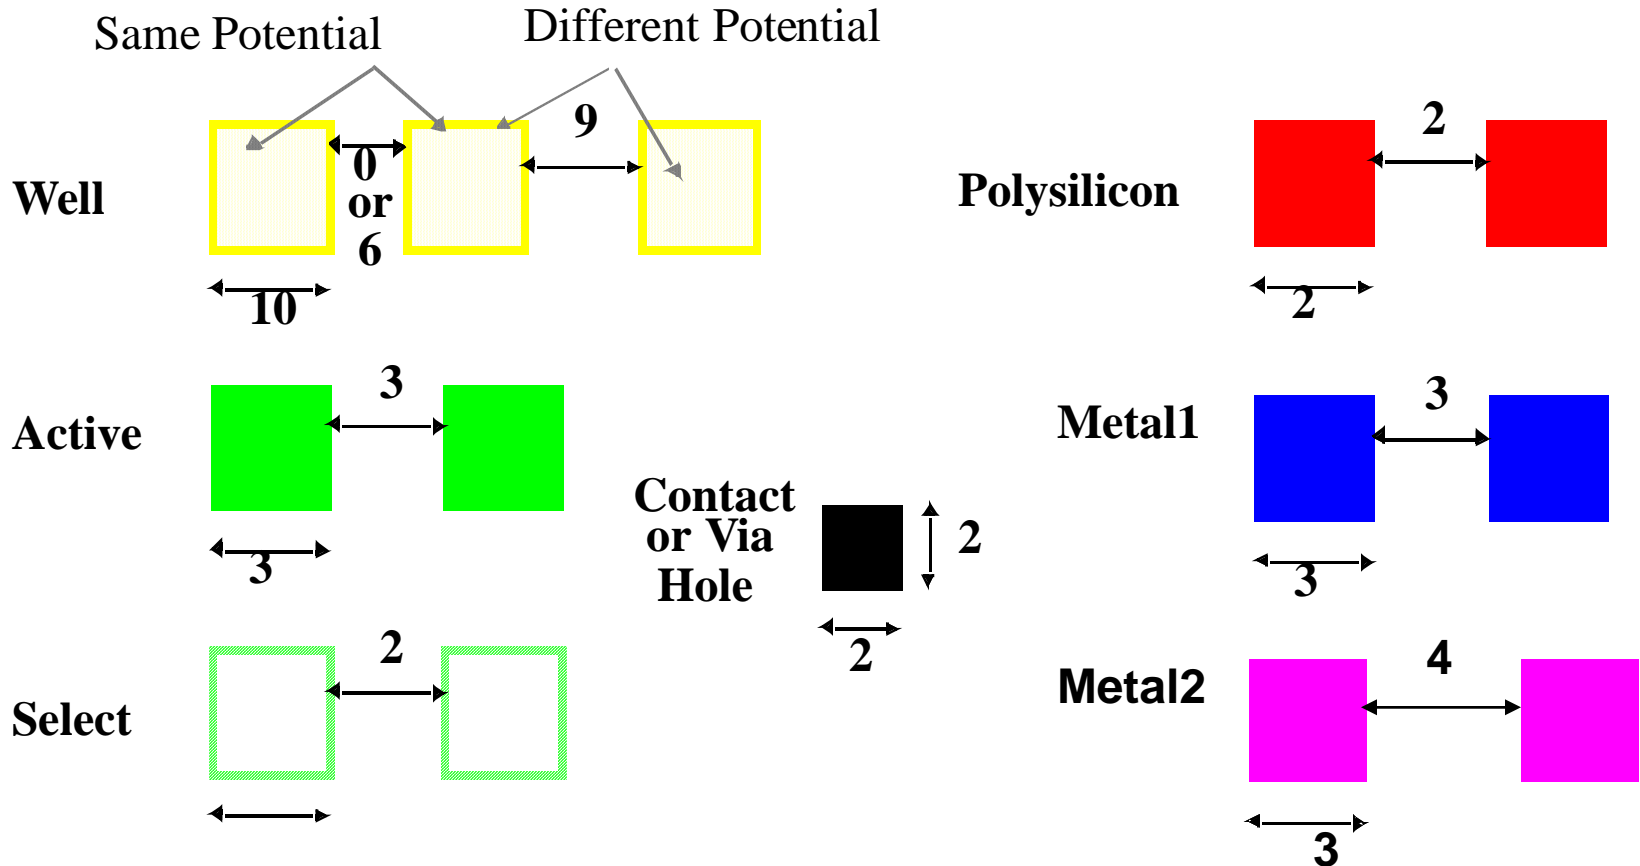 Same Potential
Different Potential
9
0
or
6
Well
10
2
Polysilicon
2
3
Active
3
3
Metal1
3
Contact
or Via
Hole
2
2
2
Select
4
Metal2
3